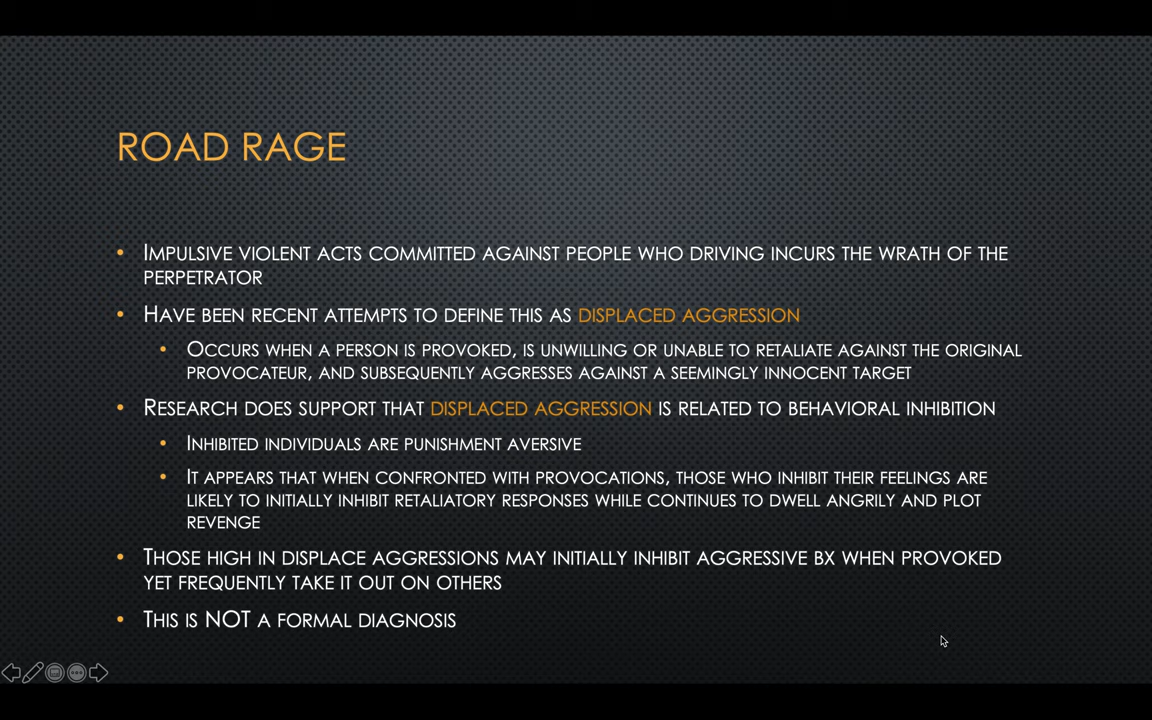 ROAD RAGE
• IMPULSIVE VIOLENT ACTS COMMITTED AGAINST PEOPLE WHO DRIVING INCURS THE WRATH OF THE
PERPETRATOR
• HAVE BEEN RECENT ATTEMPTS TO DEFINE THIS AS DISPLACED AGGRESSION
• OCCURS WHEN A PERSON IS PROVOKED, IS UNWILLING OR UNABLE TO RETALIATE AGAINST THE ORIGINAL
PROVOCATEUR, AND SUBSEQUENTLY AGGRESSES AGAINST A SEEMINGLY INNOCENT TARGET
• RESEARCH DOES SUPPORT THAT DISPLACED AGGRESSION IS RELATED TO BEHAVIORAL INHIBITION
• INHIBITED INDIVIDUALS ARE PUNISHMENT AVERSIVE
• IT APPEARS THAT WHEN CONFRONTED WITH PROVOCATIONS, THOSE WHO INHIBIT THEIR FEELINGS ARE
LIKELY TO INITIALLY INHIBIT RETALIATORY RESPONSES WHILE CONTINUES TO DWELL ANGRILY AND PLOT
REVENGE
• THOSE HIGH IN DISPLACE AGGRESSIONS MAY INITIALLY INHIBIT AGGRESSIVE BX WHEN PROVOKED
YET FREQUENTLY TAKE IT OUT ON OTHERS
• THIS IS NOT A FORMAL DIAGNOSIS